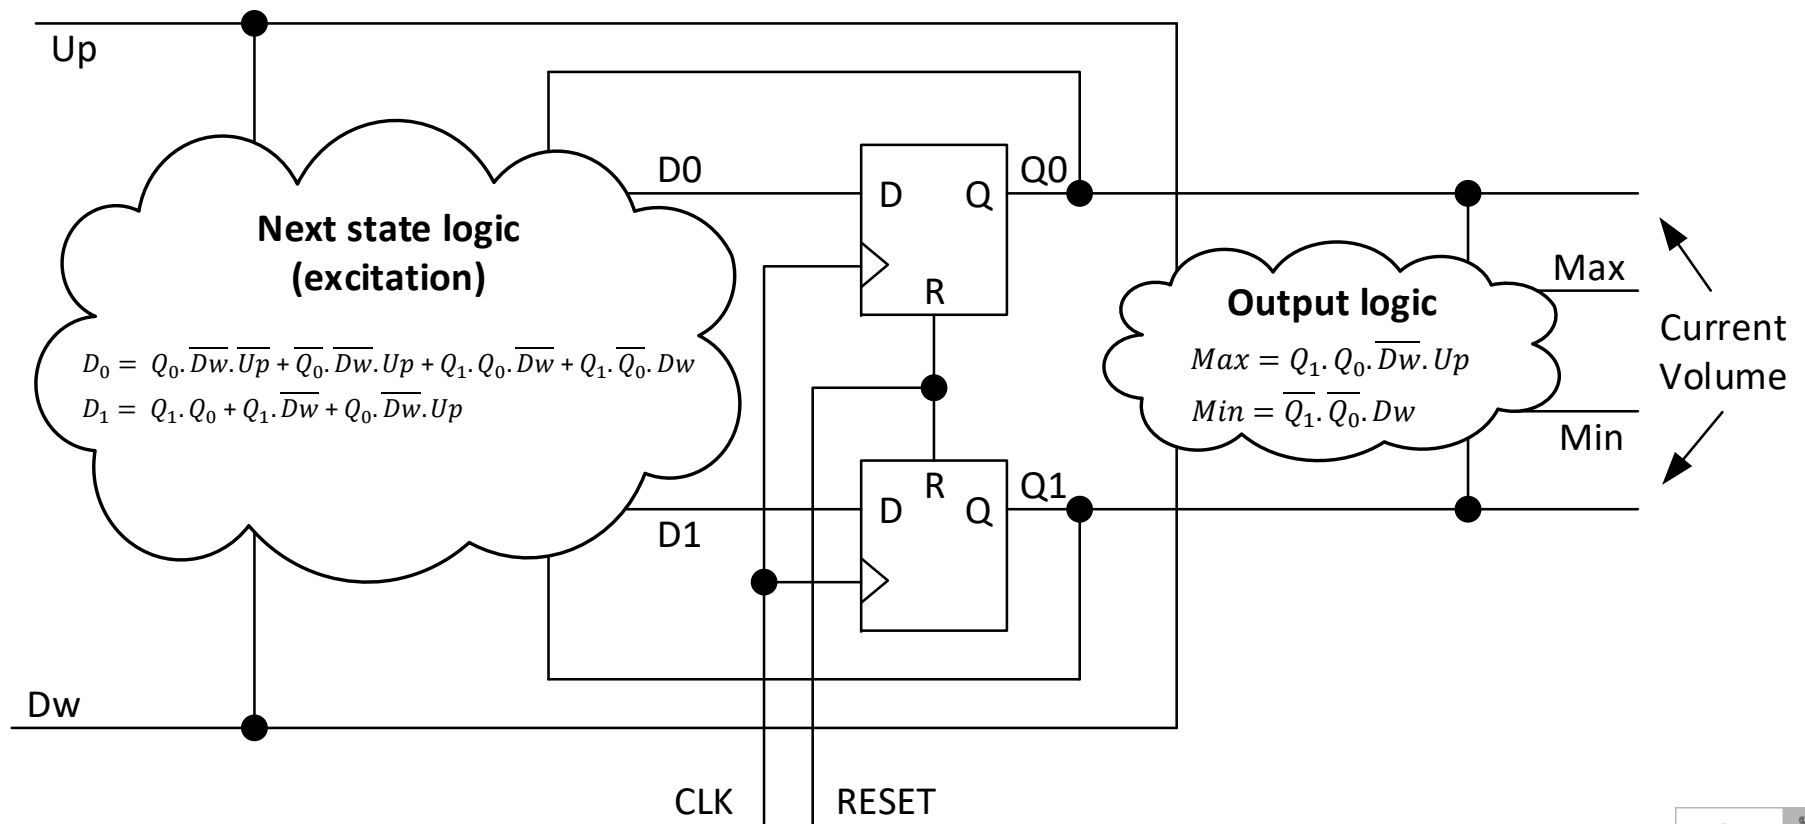 Up
D0
D
Q
Q0
Next state logic
(excitation)
R
Max
Output logic
Current
Volume
D₀ = Q₀.D̅w̅.U̅p̅ + Q̅₀.D̅w̅.Up + Q₁.Q₀.D̅w̅ + Q₁.Q̅₀.Dw
D₁ = Q₁.Q₀ + Q₁.D̅w̅ + Q₀.D̅w̅.Up
Max = Q₁.Q₀.D̅w̅.Up
Min = Q̅₁.Q̅₀.Dw
Min
R
Q1
D
Q
D1
Dw
CLK
RESET